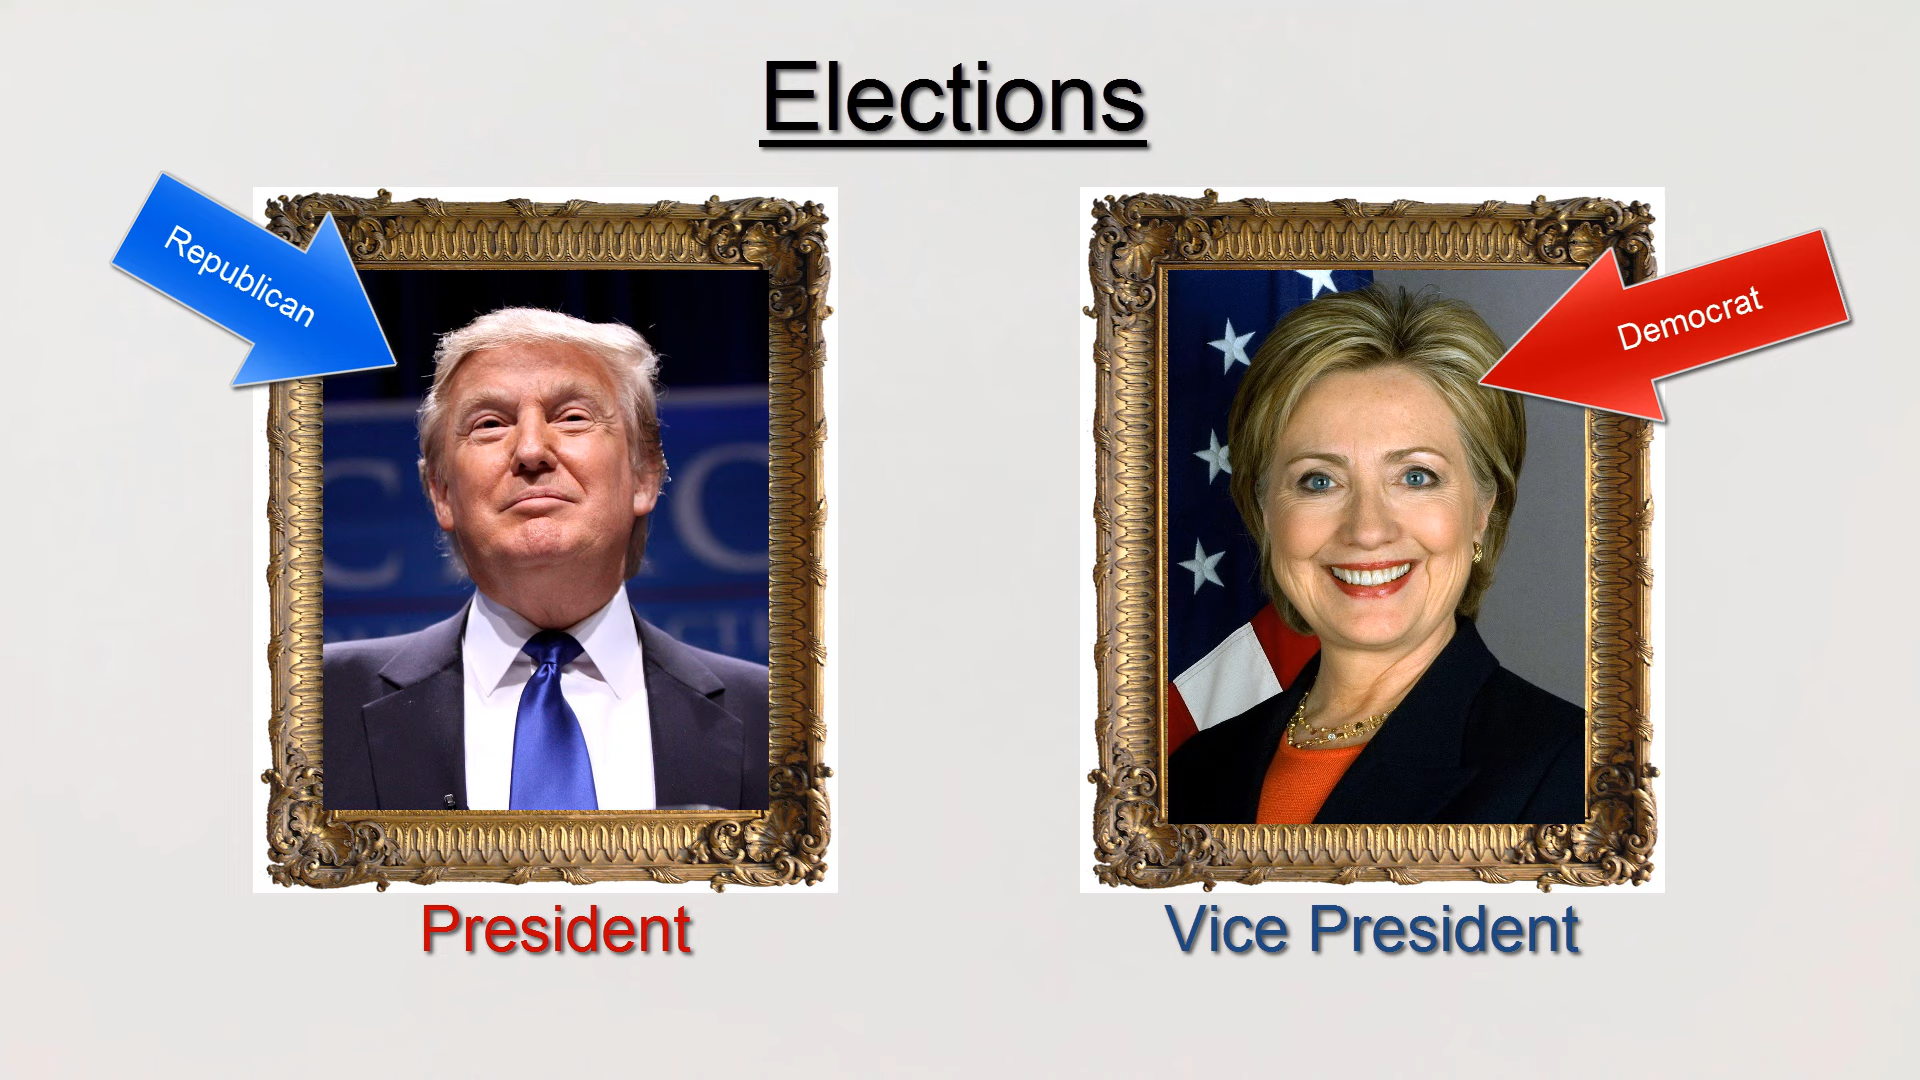 Elections
Republican
Democrat
President
Vice President